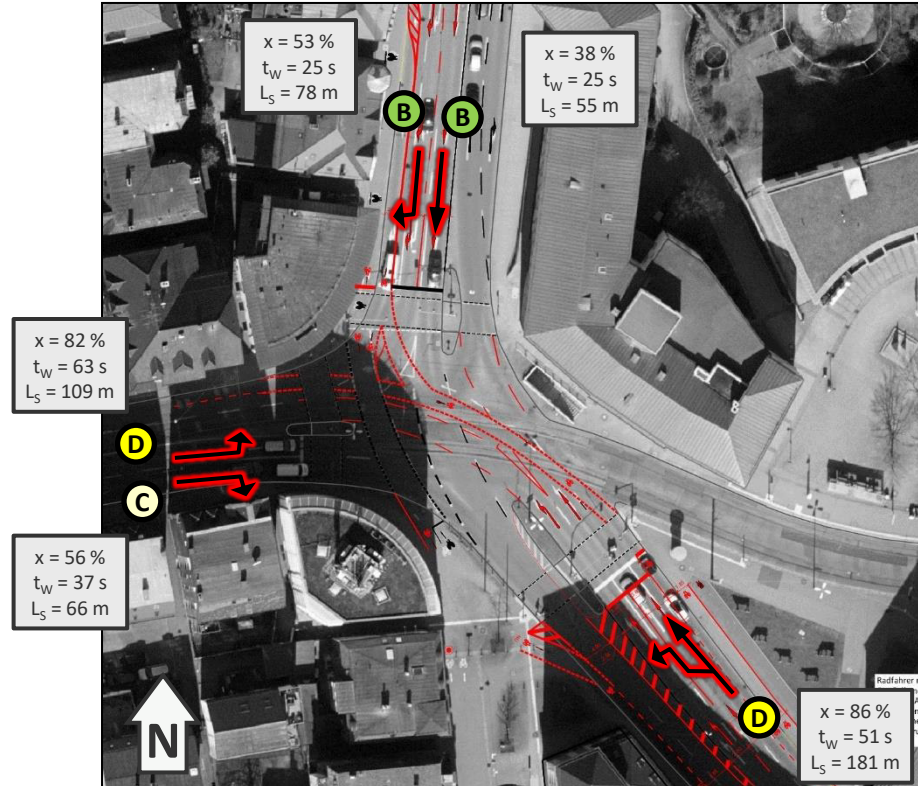 x = 53 %
t_W = 25 s
L_S = 78 m
x = 38 %
t_W = 25 s
L_S = 55 m
B
B
x = 82 %
t_W = 63 s
L_S = 109 m
D
C
x = 56 %
t_W = 37 s
L_S = 66 m
N
D
Radfahrer
x = 86 %
t_W = 51 s
L_S = 181 m